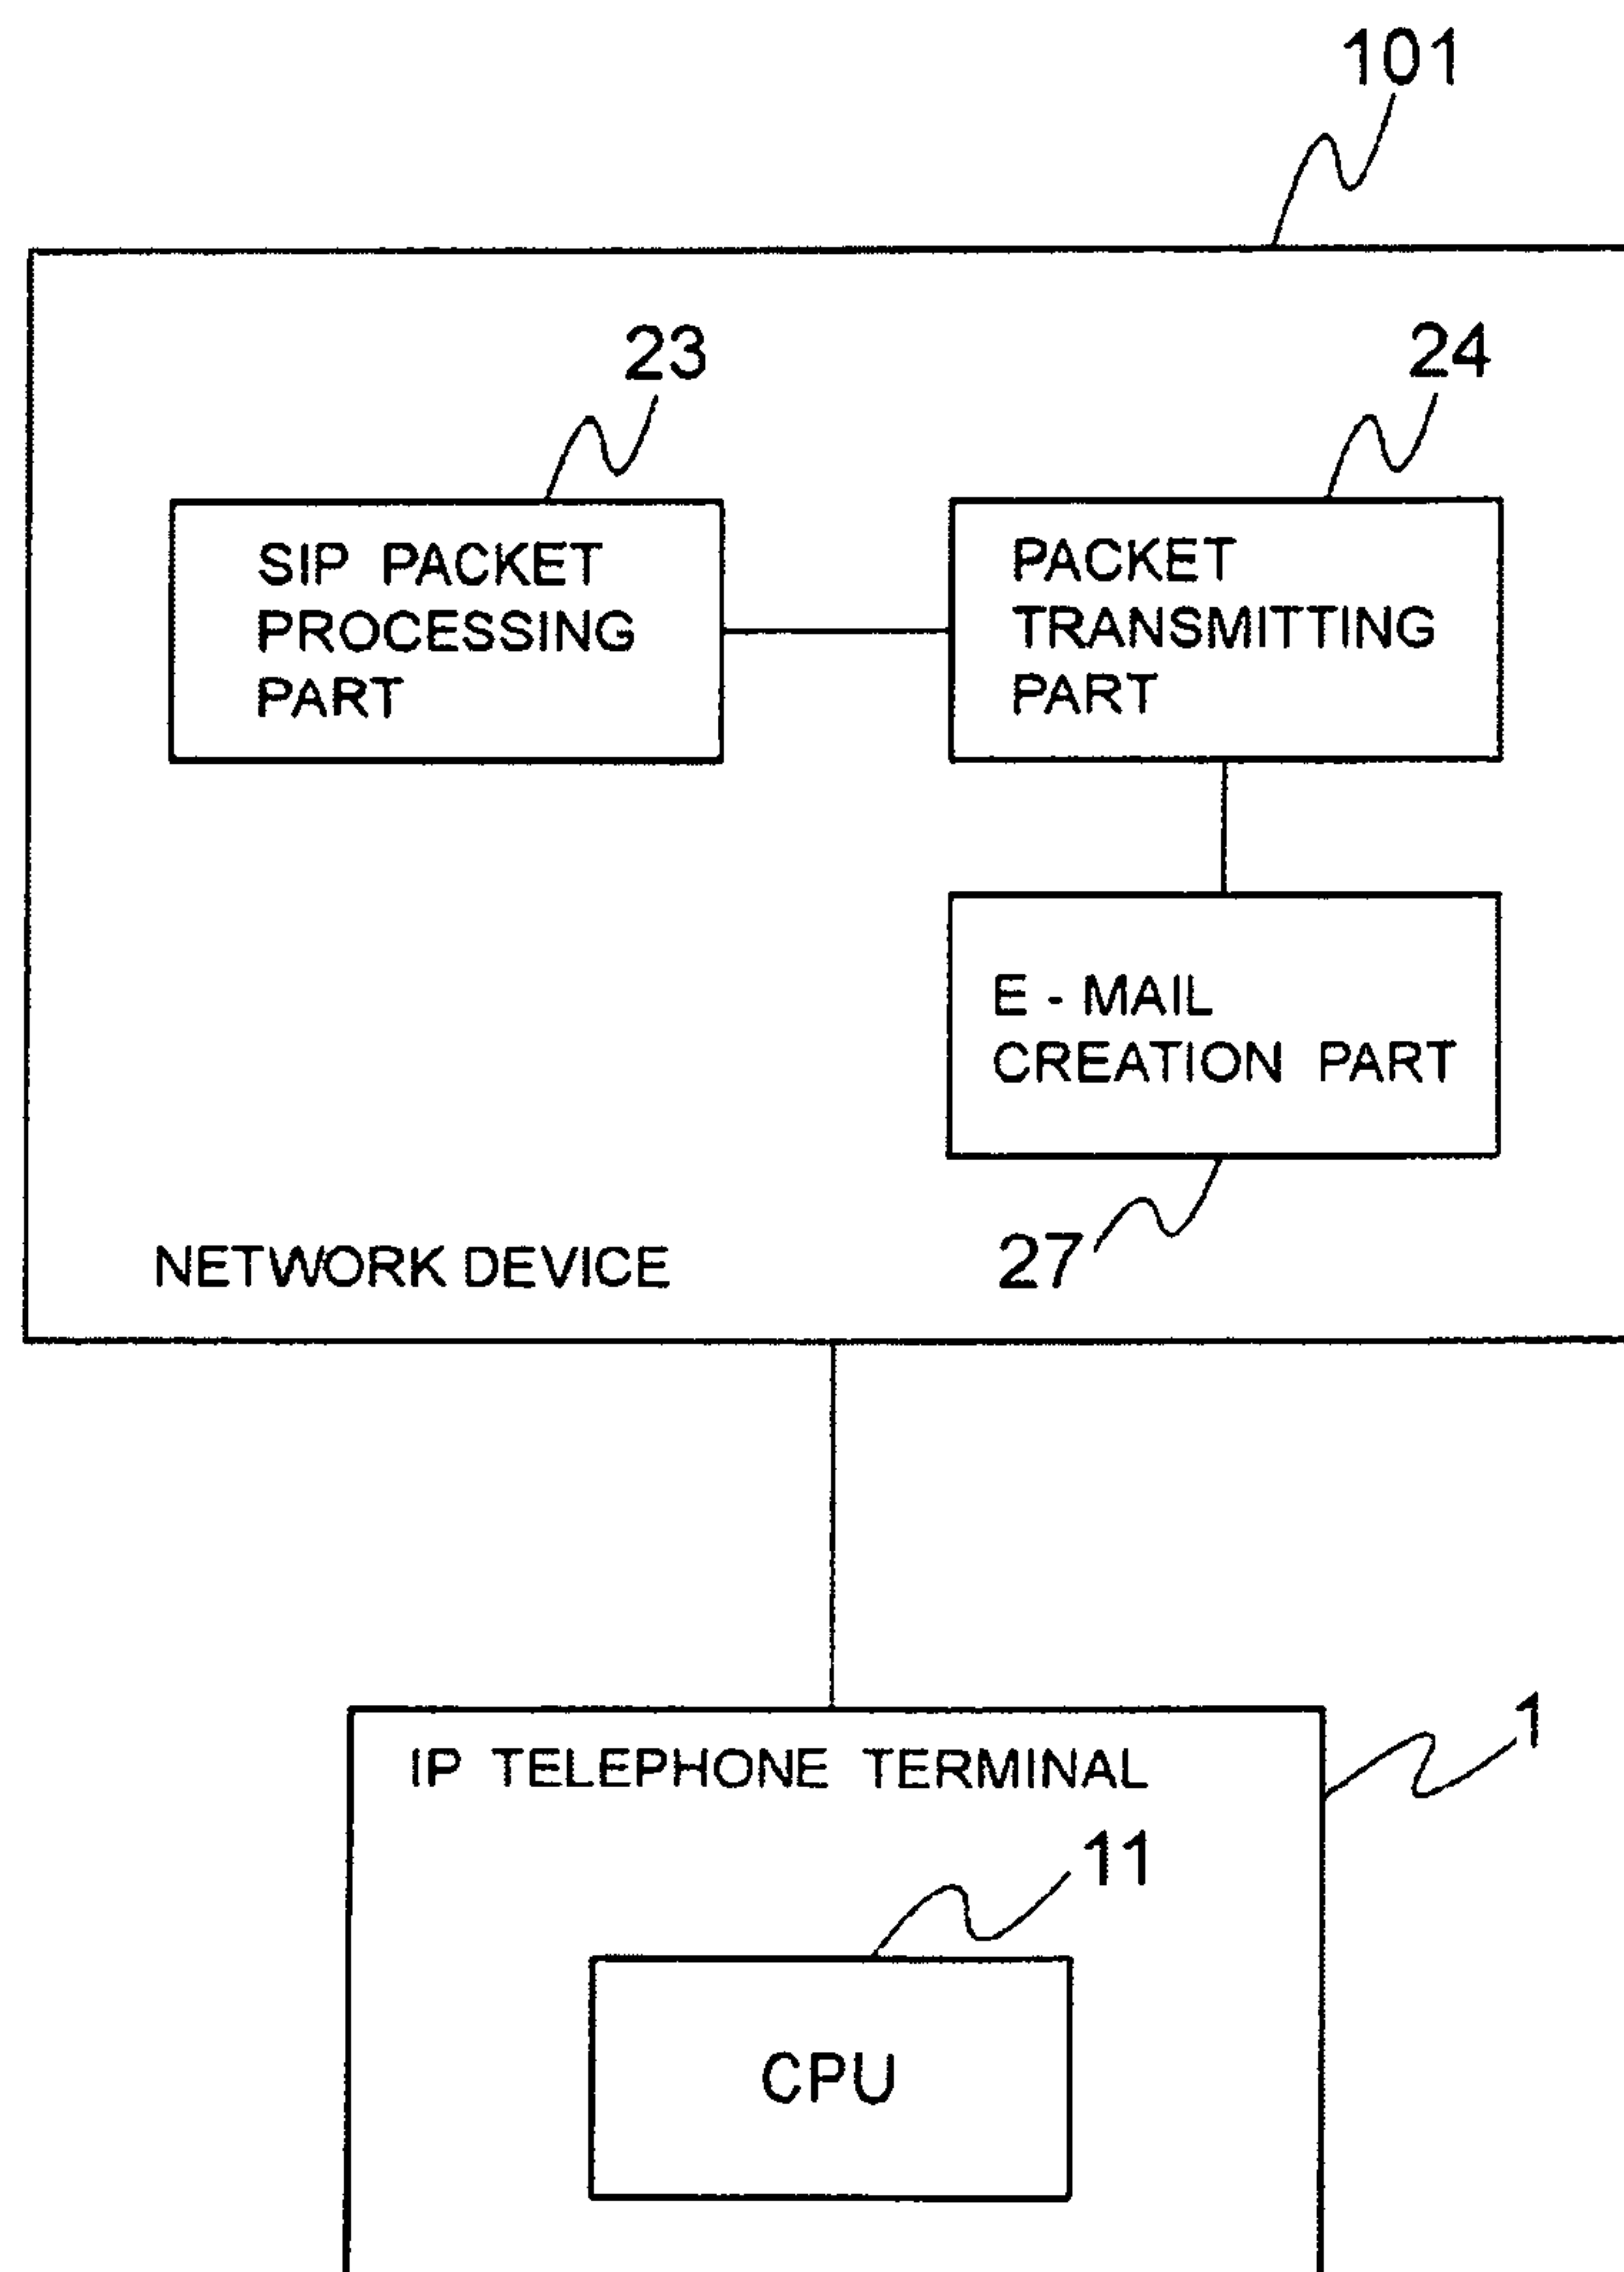 101
23
24
SIP PACKET
PROCESSING
PART
PACKET
TRANSMITTING
PART
E - MAIL
CREATION PART
27
NETWORK DEVICE
1
IP TELEPHONE TERMINAL
11
CPU